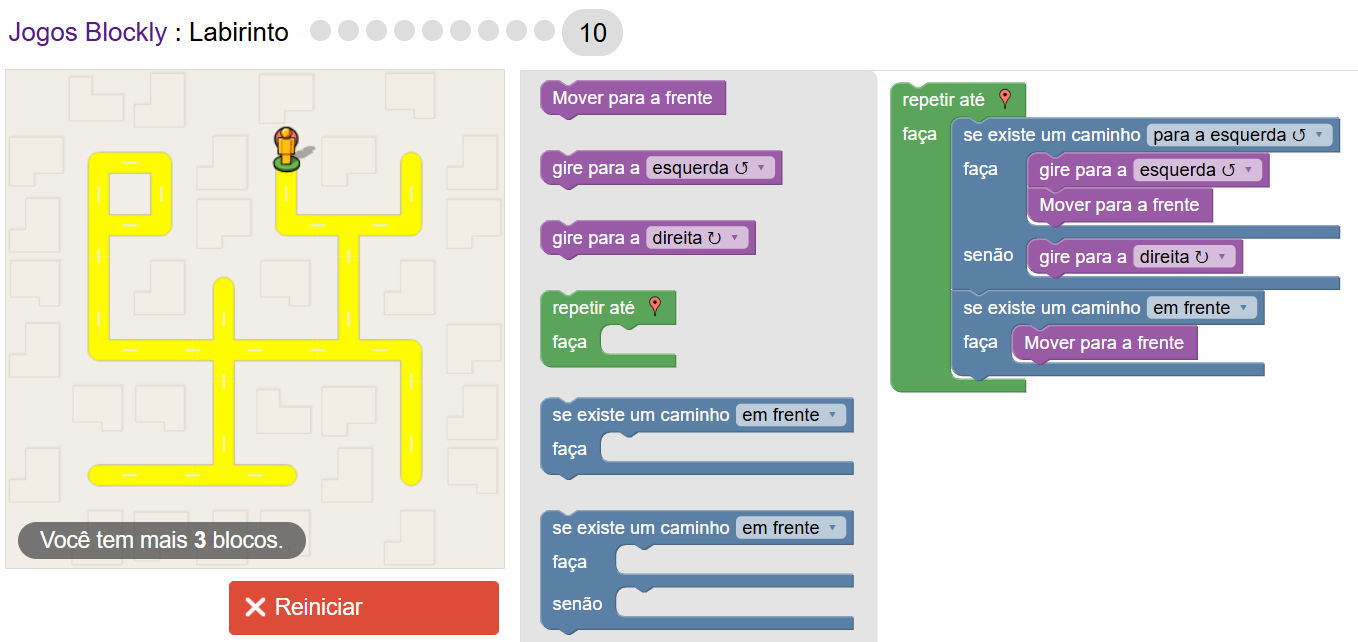 Jogos Blockly : Labirinto 10
Você tem mais 3 blocos.
Reiniciar
Mover para a frente
gire para a esquerda ↺ ▾
gire para a direita ↻ ▾
repetir até
faça
se existe um caminho em frente ▾
faça
se existe um caminho em frente ▾
faça
senão
repetir até
faça se existe um caminho para a esquerda ↺ ▾
faça gire para a esquerda ↺ ▾
Mover para a frente
senão gire para a direita ↻ ▾
se existe um caminho em frente ▾
faça Mover para a frente